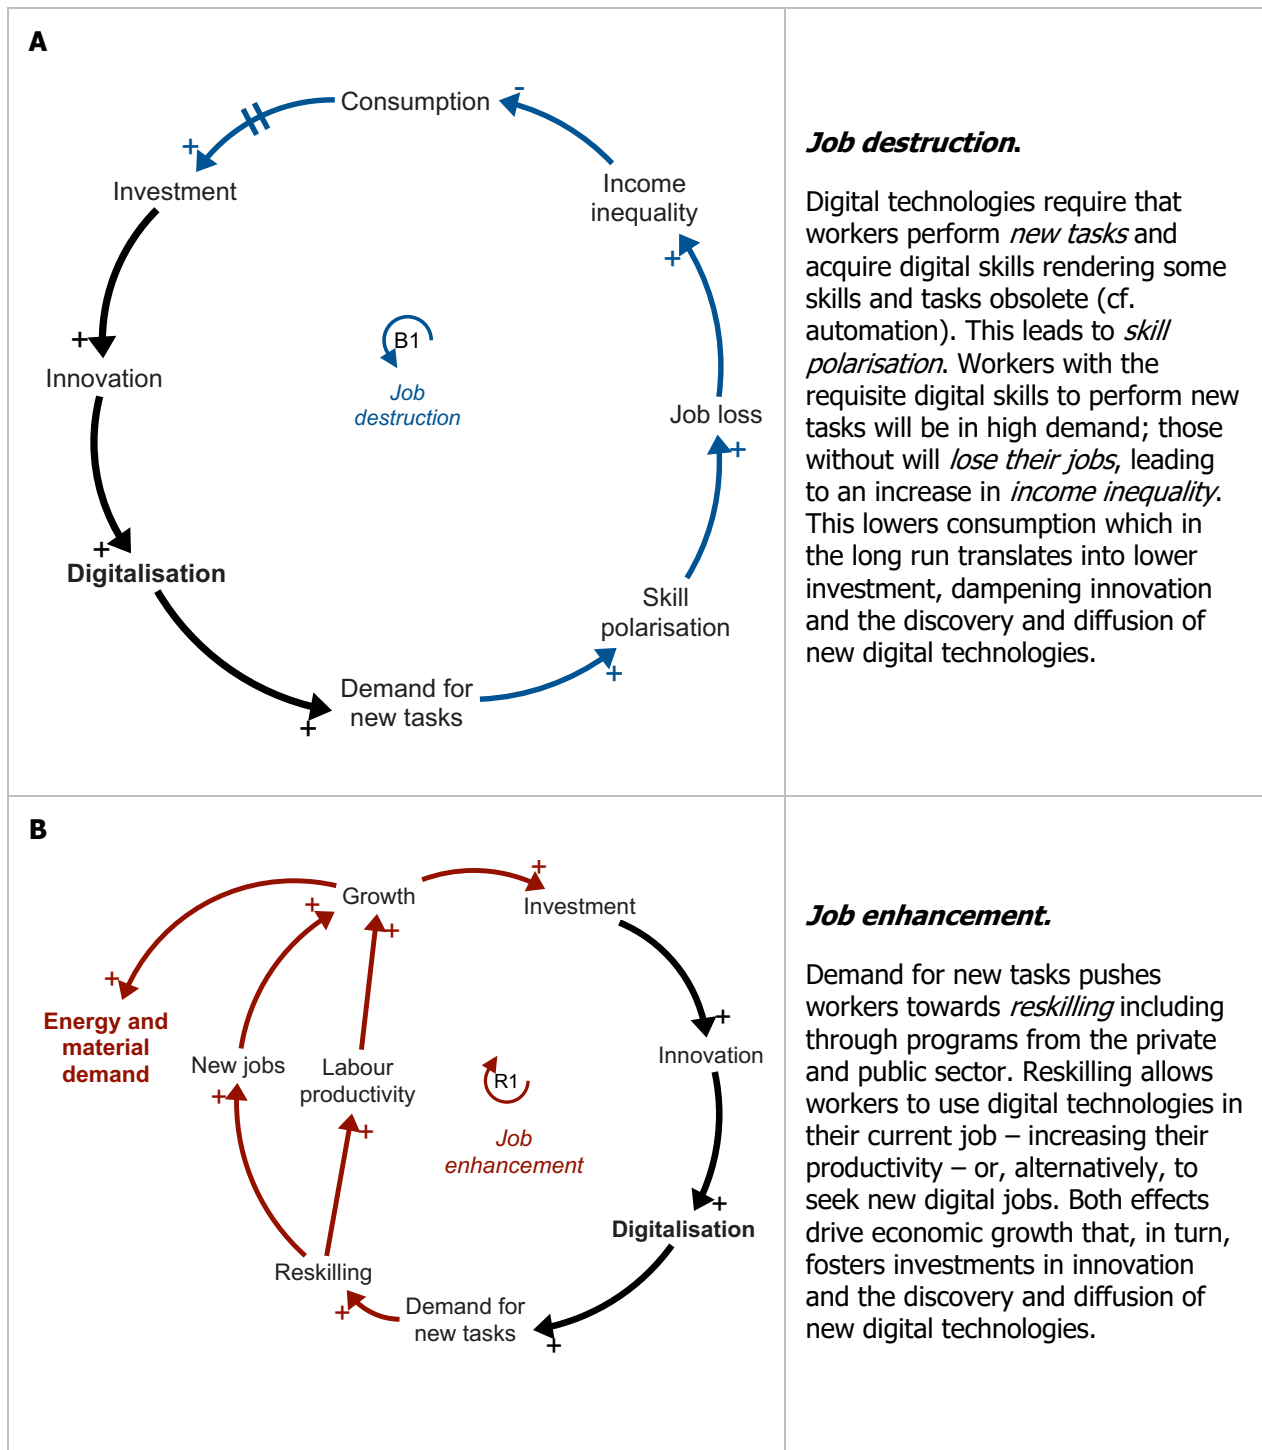 A
Consumption
-
+
Investment
Income
inequality
+
+
Innovation
B1
Job
destruction
Job loss
+
+
Digitalisation
Skill
polarisation
+
Demand for
new tasks
+
Job destruction.
Digital technologies require that
workers perform new tasks and
acquire digital skills rendering some
skills and tasks obsolete (cf.
automation). This leads to skill
polarisation. Workers with the
requisite digital skills to perform new
tasks will be in high demand; those
without will lose their jobs, leading
to an increase in income inequality.
This lowers consumption which in
the long run translates into lower
investment, dampening innovation
and the discovery and diffusion of
new digital technologies.
B
+
Growth
+
+
Investment
+
Energy and
material
demand
+
New jobs
+
Labour
productivity
+
R1
Job
enhancement
+
Innovation
+
Digitalisation
Reskilling
+
Demand for
new tasks
+
Job enhancement.
Demand for new tasks pushes
workers towards reskilling including
through programs from the private
and public sector. Reskilling allows
workers to use digital technologies in
their current job – increasing their
productivity – or, alternatively, to
seek new digital jobs. Both effects
drive economic growth that, in turn,
fosters investments in innovation
and the discovery and diffusion of
new digital technologies.